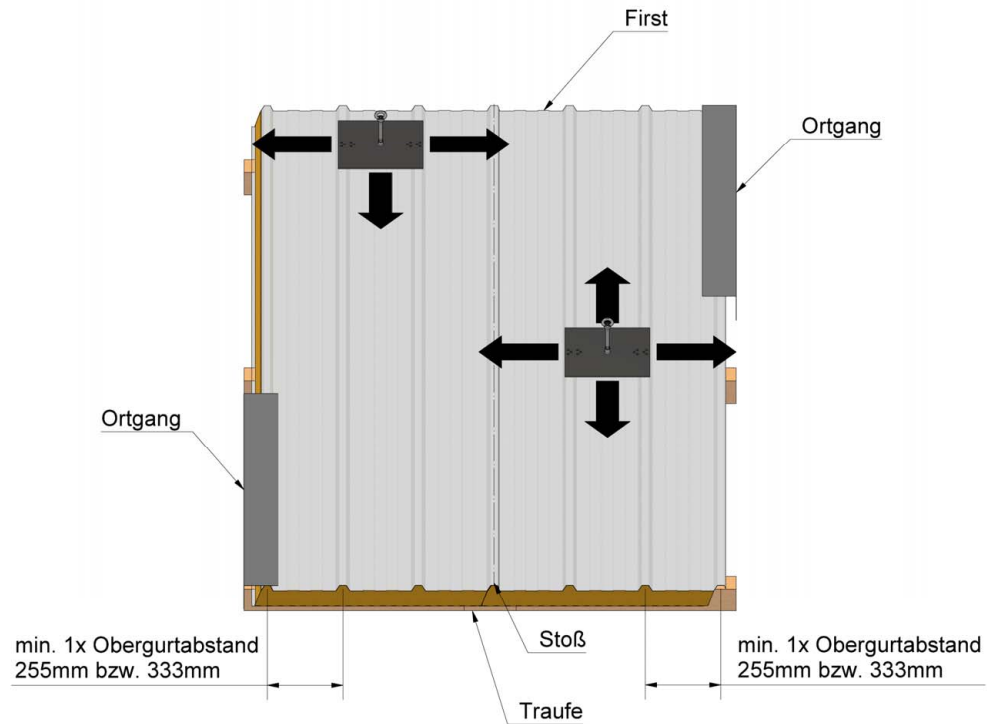 First
Ortgang
Ortgang
min. 1x Obergurtabstand
255mm bzw. 333mm
Stoß
min. 1x Obergurtabstand
255mm bzw. 333mm
Traufe